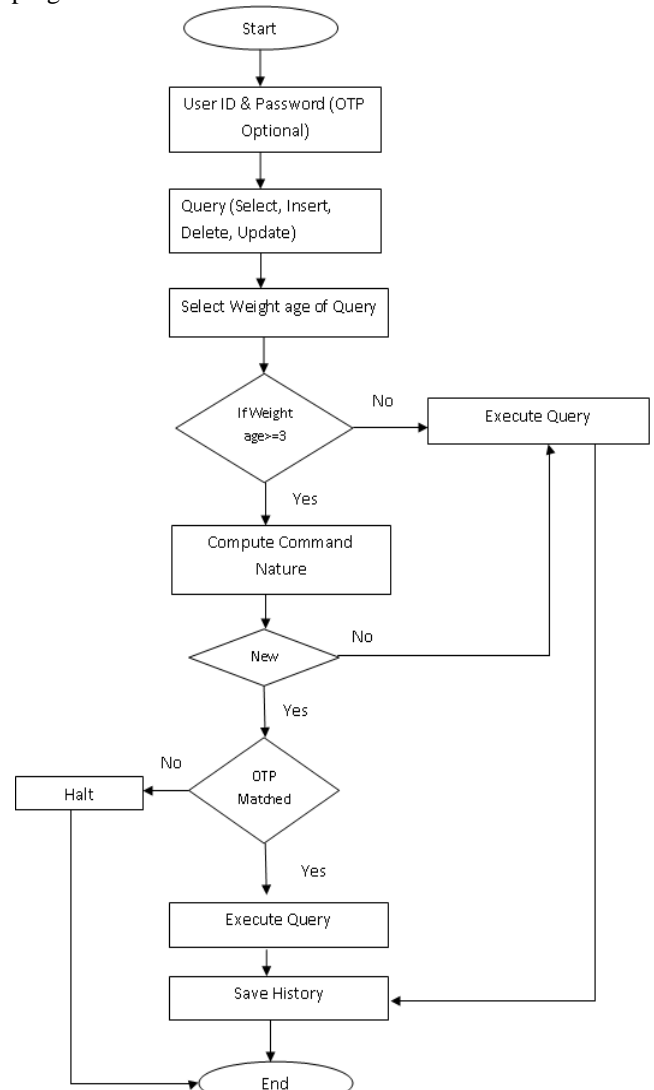 Start
User ID & Password (OTP
Optional)
Query (Select, Insert,
Delete, Update)
Select Weight age of Query
If Weight
age>=3
No
Execute Query
Yes
Compute Command
Nature
New
No
Yes
OTP
Matched
No
Halt
Yes
Execute Query
Save History
End